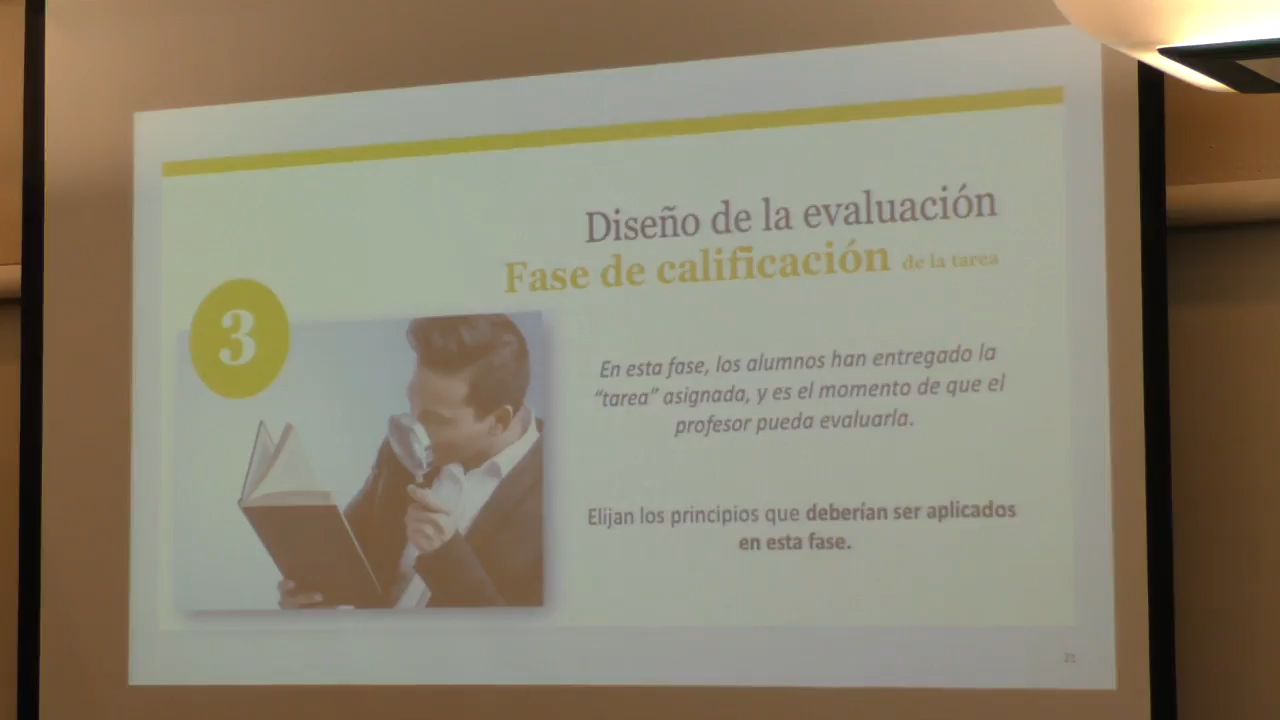 Diseño de la evaluación
Fase de calificación de la tarea
3
En esta fase, los alumnos han entregado la
“tarea” asignada, y es el momento de que el
profesor pueda evaluarla.
Elijan los principios que deberían ser aplicados
en esta fase.
21